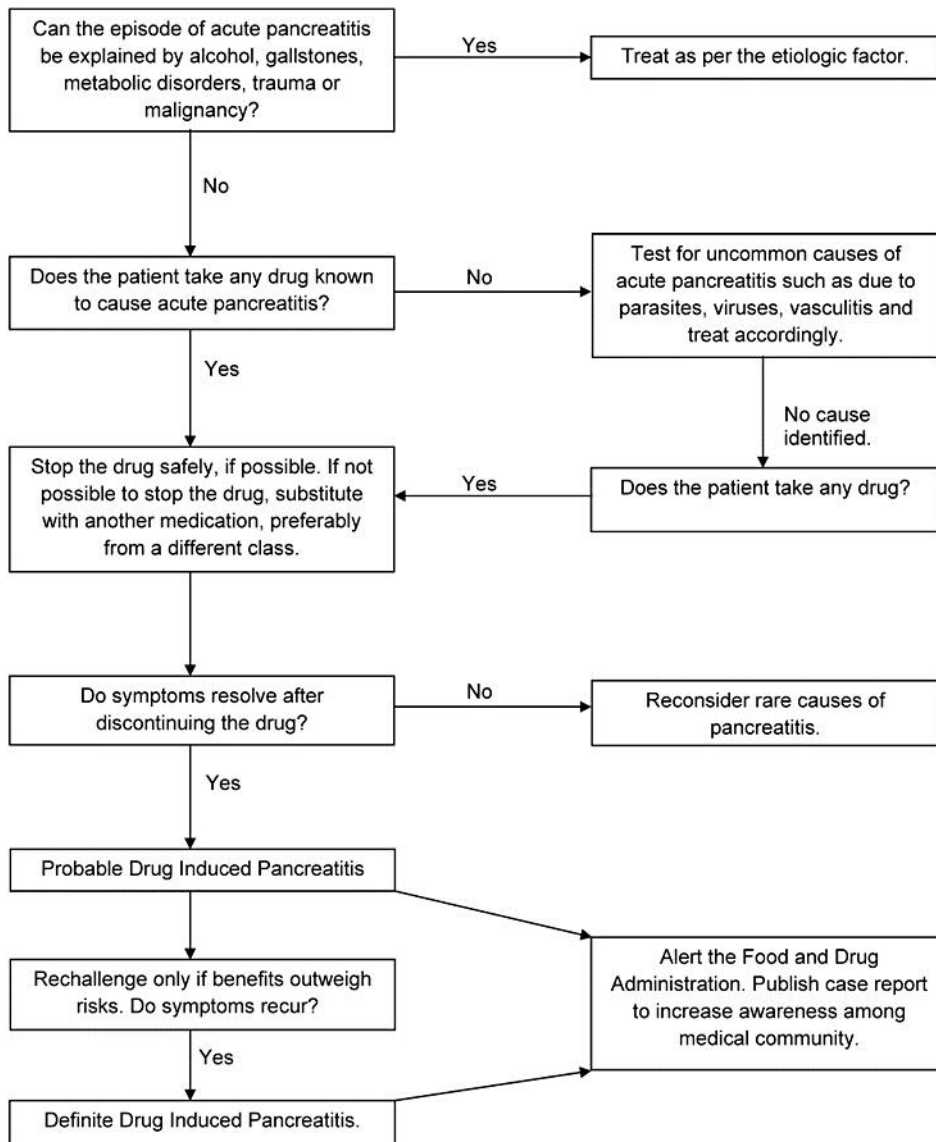 Can the episode of acute pancreatitis
be explained by alcohol, gallstones,
metabolic disorders, trauma or
malignancy?
Yes
Treat as per the etiologic factor.
No
Does the patient take any drug known
to cause acute pancreatitis?
No
Test for uncommon causes of
acute pancreatitis such as due to
parasites, viruses, vasculitis and
treat accordingly.
Yes
No cause
identified.
Stop the drug safely, if possible. If not
possible to stop the drug, substitute
with another medication, preferably
from a different class.
Yes
Does the patient take any drug?
Do symptoms resolve after
discontinuing the drug?
No
Reconsider rare causes of
pancreatitis.
Yes
Probable Drug Induced Pancreatitis
Rechallenge only if benefits outweigh
risks. Do symptoms recur?
Alert the Food and Drug
Administration. Publish case report
to increase awareness among
medical community.
Yes
Definite Drug Induced Pancreatitis.